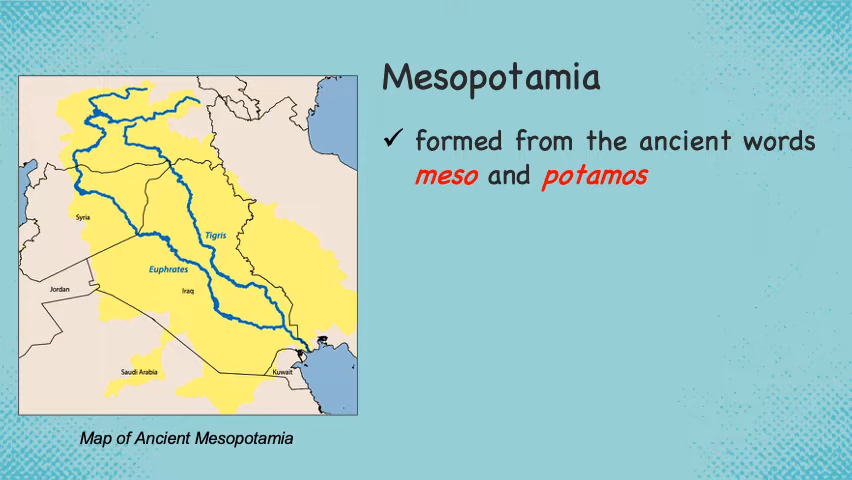 Mesopotamia
✓ formed from the ancient words
meso and potamos
Syria
Tigris
Euphrates
Iraq
Jordan
Saudi Arabia
Kuwait
Map of Ancient Mesopotamia